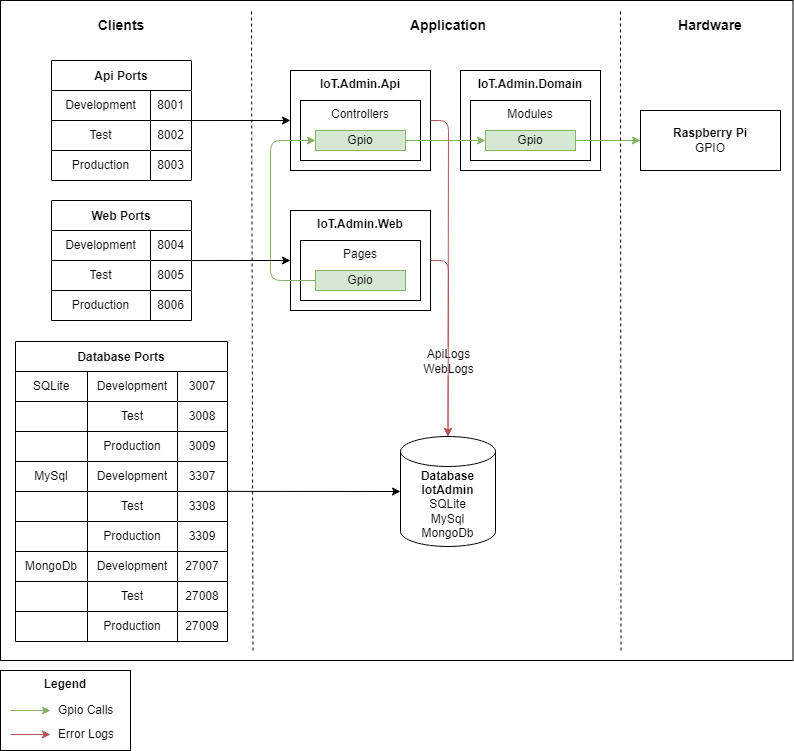 Clients
Application
Hardware
Api Ports
Development 8001
Test 8002
Production 8003
Web Ports
Development 8004
Test 8005
Production 8006
Database Ports
SQLite Development 3007
Test 3008
Production 3009
MySql Development 3307
Test 3308
Production 3309
MongoDb Development 27007
Test 27008
Production 27009
IoT.Admin.Api
Controllers
Gpio
IoT.Admin.Domain
Modules
Gpio
IoT.Admin.Web
Pages
Gpio
ApiLogs
WebLogs
Database
IotAdmin
SQLite
MySql
MongoDb
Raspberry Pi
GPIO
Legend
Gpio Calls
Error Logs